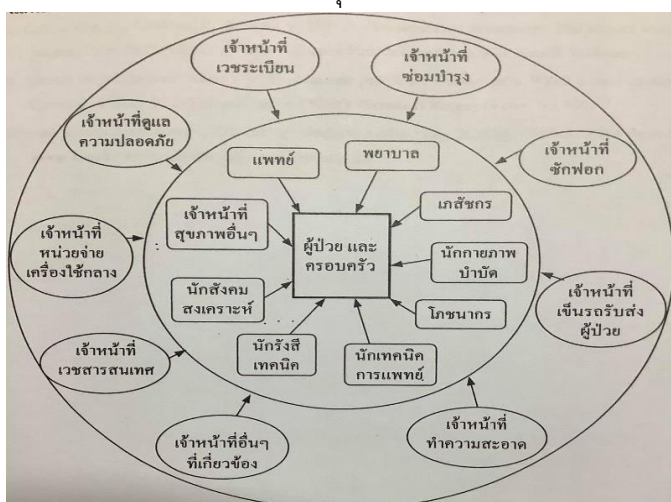 เจ้าหน้าที่
เวชระเบียน
เจ้าหน้าที่
ซ่อมบำรุง
เจ้าหน้าที่ดูแล
ความปลอดภัย
เจ้าหน้าที่
ซักฟอก
แพทย์
พยาบาล
เจ้าหน้าที่
สุขภาพอื่นๆ
ผู้ป่วย และ
ครอบครัว
เภสัชกร
เจ้าหน้าที่
หน่วยจ่าย
เครื่องใช้กลาง
นักกายภาพ
บำบัด
นักสังคม
สงเคราะห์
โภชนากร
เจ้าหน้าที่
เข็นรถรับส่ง
ผู้ป่วย
นักรังสี
เทคนิค
นักเทคนิค
การแพทย์
เจ้าหน้าที่
เวชสารสนเทศ
เจ้าหน้าที่อื่นๆ
ที่เกี่ยวข้อง
เจ้าหน้าที่
ทำความสะอาด